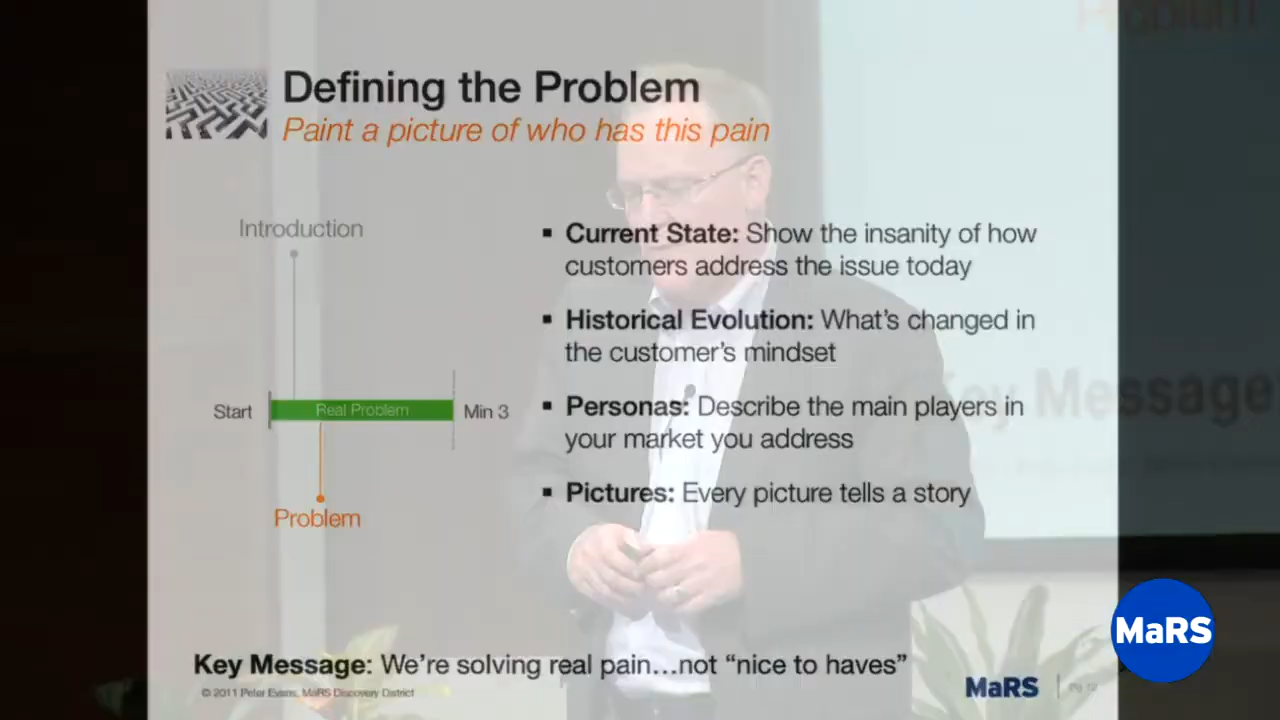 Defining the Problem
Paint a picture of who has this pain
Introduction
Start
Real Problem
Min 3
Problem
▪ Current State: Show the insanity of how
customers address the issue today
▪ Historical Evolution: What's changed in
the customer's mindset
▪ Personas: Describe the main players in
your market you address
▪ Pictures: Every picture tells a story
Key Message
Key Message: We're solving real pain...not “nice to haves”
© 2011 Peter Evans, MaRS Discovery District
MaRS
MaRS